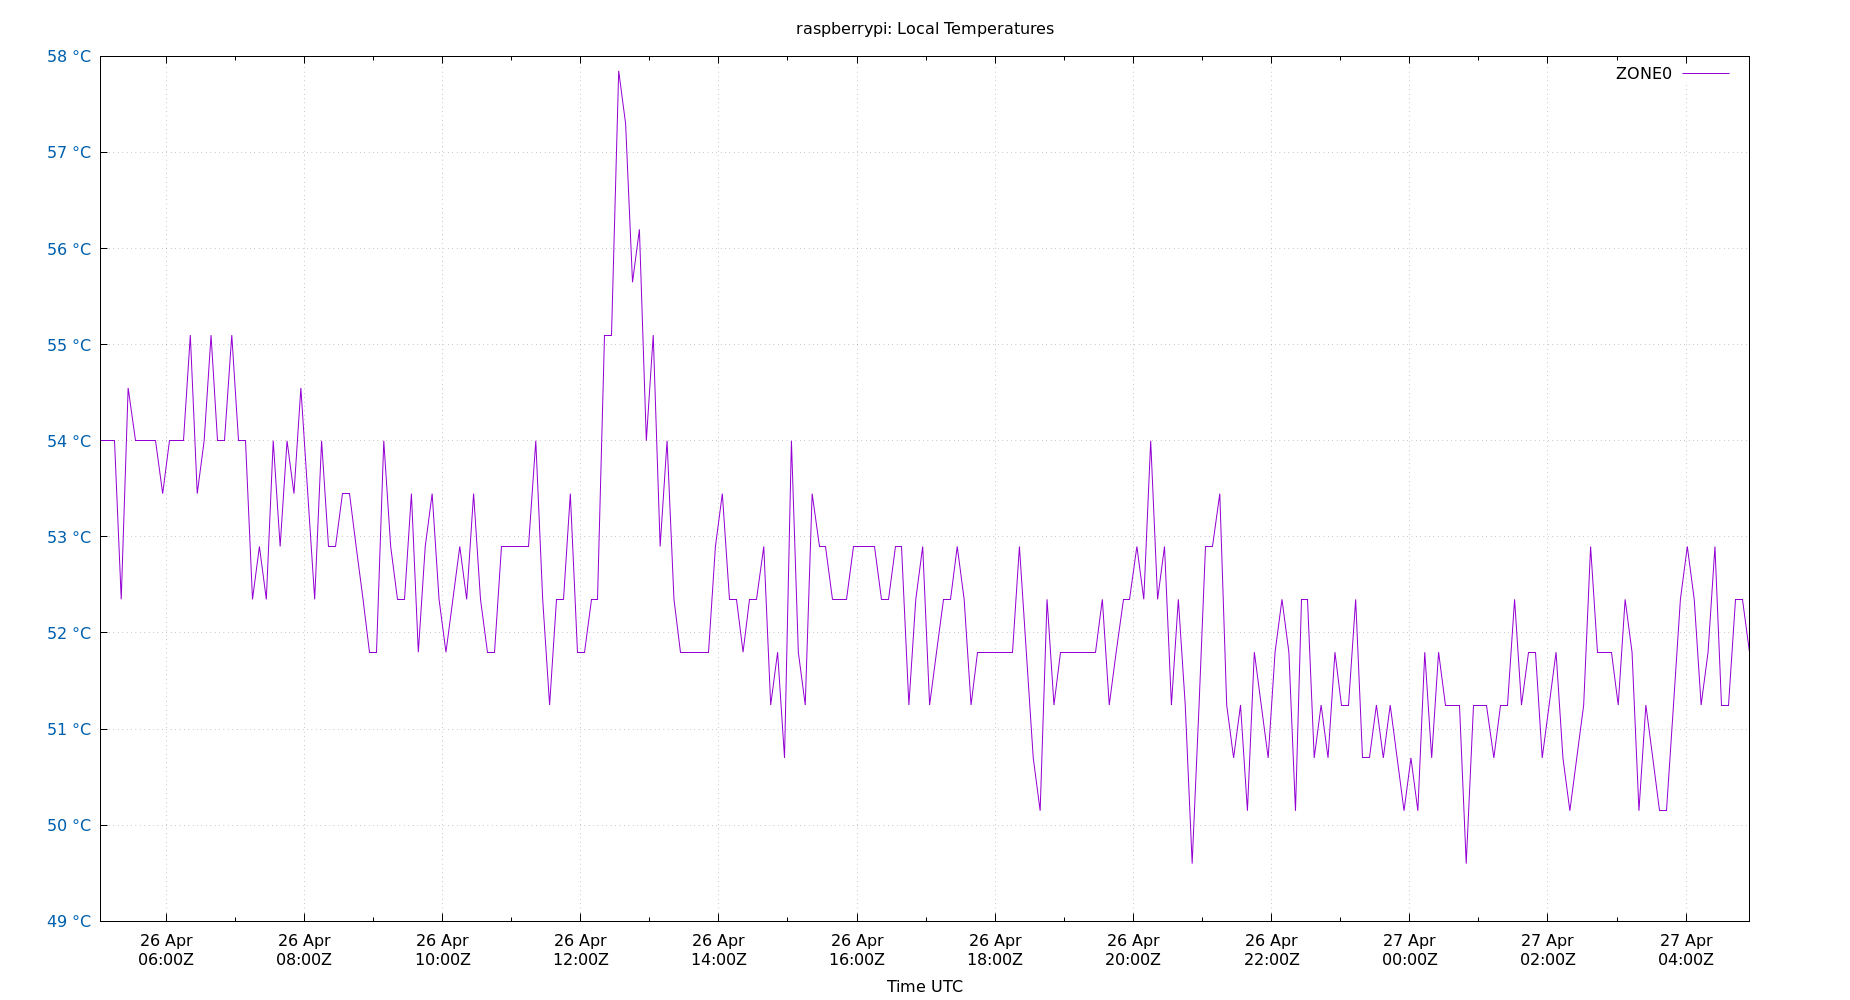 raspberrypi: Local Temperatures
58 °C
ZONE0
57 °C
56 °C
55 °C
54 °C
53 °C
52 °C
51 °C
50 °C
49 °C
26 Apr 26 Apr 26 Apr 26 Apr 26 Apr 26 Apr 26 Apr 26 Apr 26 Apr 27 Apr 27 Apr 27 Apr
06:00Z 08:00Z 10:00Z 12:00Z 14:00Z 16:00Z 18:00Z 20:00Z 22:00Z 00:00Z 02:00Z 04:00Z
Time UTC